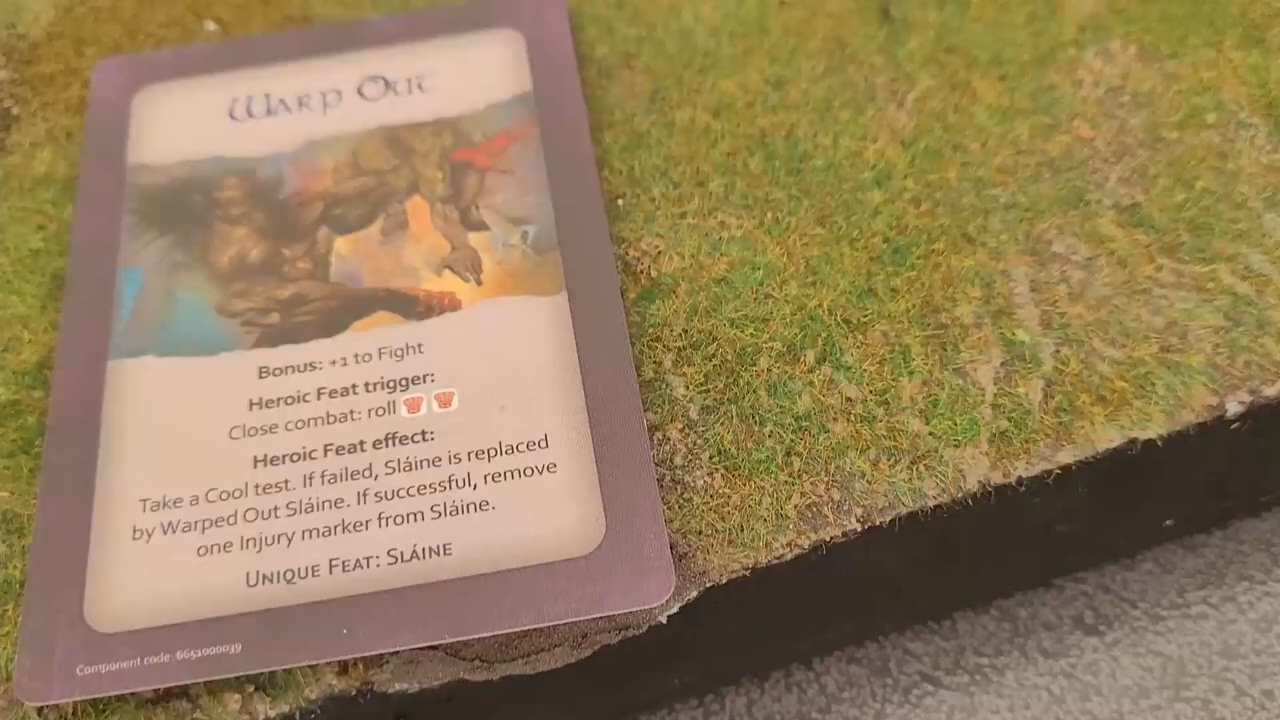 Warp Out
Bonus: +1 to Fight
Heroic Feat trigger:
Close combat: roll
Heroic Feat effect:
Take a Cool test. If failed, Sláine is replaced
by Warped Out Sláine. If successful, remove
one Injury marker from Sláine.
Unique Feat: Sláine
Component code: 6651000039